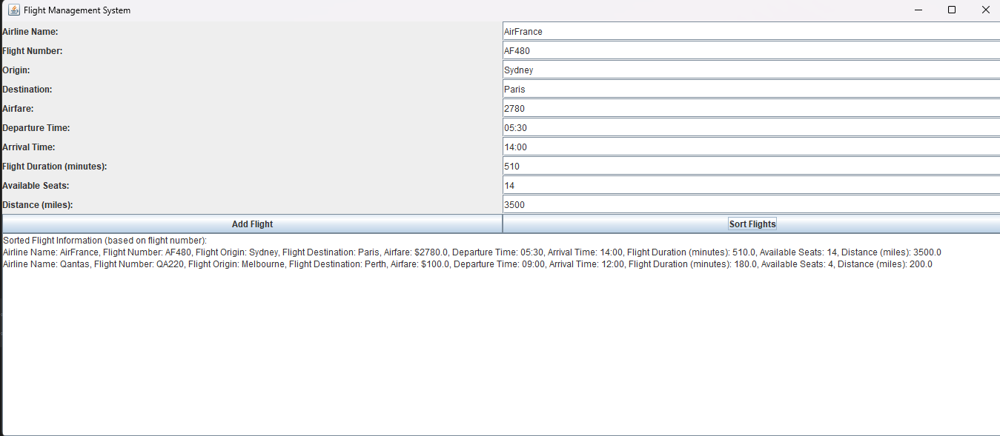 Flight Management System
Airline Name: AirFrance
Flight Number: AF480
Origin: Sydney
Destination: Paris
Airfare: 2780
Departure Time: 05:30
Arrival Time: 14:00
Flight Duration (minutes): 510
Available Seats: 14
Distance (miles): 3500
Add Flight Sort Flights
Sorted Flight Information (based on flight number):
Airline Name: AirFrance, Flight Number: AF480, Flight Origin: Sydney, Flight Destination: Paris, Airfare: $2780.0, Departure Time: 05:30, Arrival Time: 14:00, Flight Duration (minutes): 510.0, Available Seats: 14, Distance (miles): 3500.0
Airline Name: Qantas, Flight Number: QA220, Flight Origin: Melbourne, Flight Destination: Perth, Airfare: $100.0, Departure Time: 09:00, Arrival Time: 12:00, Flight Duration (minutes): 180.0, Available Seats: 4, Distance (miles): 200.0